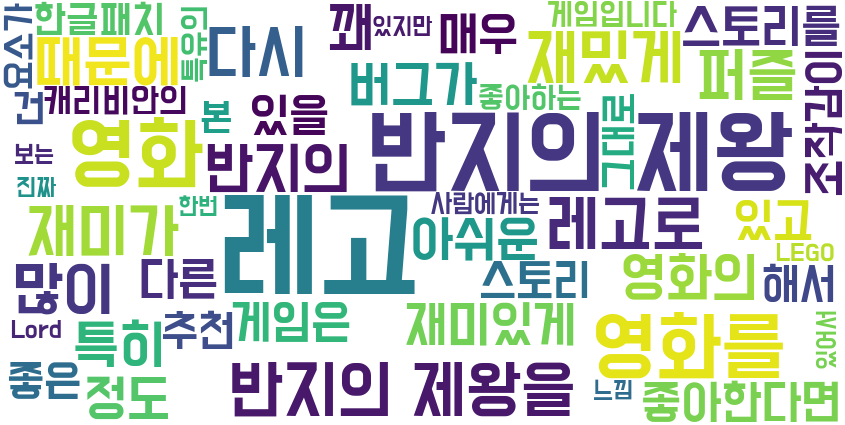 요소가
한글패치
때문에
빡양인
다시
꽤
있지만
매우
게임입니다
재밌게
스토리를
퍼즐
건
캐리비안의
본
있을
버그가
좋아하는
그대로
조작감이
영화
반지의
반지의 제왕
보는
진짜
한번
재미가
레고
사람에게는
아쉬운
레고로
있고
LEGO
많이
다른
스토리
영화의
해서
Lord
특히
추천
게임은
재미있게
영화를
있어서
좋은
정도
반지의 제왕을
느낌
좋아한다면